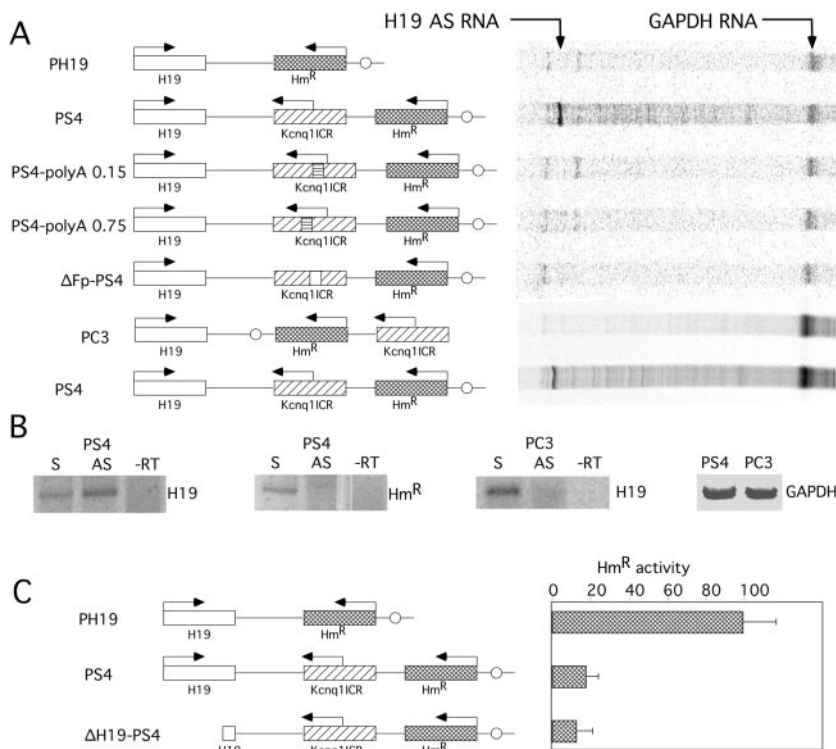 H19 AS RNA
GAPDH RNA
A
PH19
H19
HmR
PS4
H19
Kcnq1ICR
HmR
PS4-polyA 0.15
H19
Kcnq1ICR
HmR
PS4-polyA 0.75
H19
Kcnq1ICR
HmR
ΔFp-PS4
H19
Kcnq1ICR
HmR
PC3
H19
HmR
Kcnq1ICR
PS4
H19
Kcnq1ICR
HmR
B
PS4
S AS -RT
H19
PS4
S AS -RT
HmR
PC3
S AS -RT
H19
PS4 PC3
GAPDH
C
HmR activity
0 20 40 60 80 100
PH19
H19
HmR
PS4
H19
Kcnq1ICR
HmR
ΔH19-PS4
H19
Kcnq1ICR
HmR